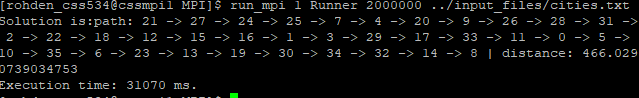 [rohden_css534@cssmpi1 MPI]$ run_mpi 1 Runner 2000000 ../input_files/cities.txt
Solution is:path: 21 -> 27 -> 24 -> 25 -> 7 -> 4 -> 20 -> 9 -> 26 -> 28 -> 31 ->
2 -> 22 -> 18 -> 12 -> 15 -> 16 -> 1 -> 3 -> 29 -> 17 -> 33 -> 11 -> 0 -> 5 ->
10 -> 35 -> 6 -> 23 -> 13 -> 19 -> 30 -> 34 -> 32 -> 14 -> 8 | distance: 466.029
0739034753
Execution time: 31070 ms.